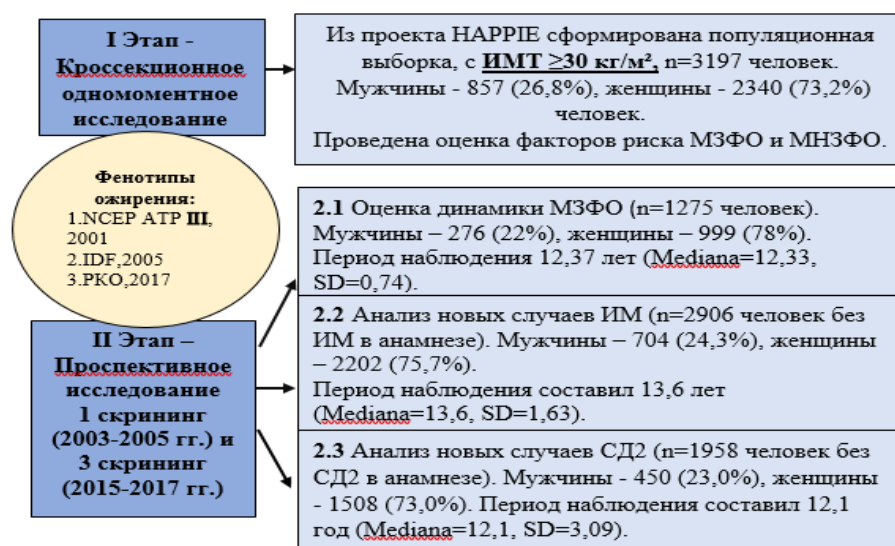 I Этап -
Кроссекционное
одномоментное
исследование
Из проекта HAPPIE сформирована популяционная
выборка, с ИМТ ≥30 кг/м², n=3197 человек.
Мужчины - 857 (26,8%), женщины - 2340 (73,2%)
человек.
Проведена оценка факторов риска МЗФО и МНЗФО.
Фенотипы
ожирения:
1.NCEP ATP III,
2001
2.IDF,2005
3.РКО,2017
2.1 Оценка динамики МЗФО (n=1275 человек).
Мужчины – 276 (22%), женщины – 999 (78%).
Период наблюдения 12,37 лет (Mediana=12,33,
SD=0,74).
II Этап –
Проспективное
исследование
1 скрининг
(2003-2005 гг.) и
3 скрининг
(2015-2017 гг.)
2.2 Анализ новых случаев ИМ (n=2906 человек без
ИМ в анамнезе). Мужчины – 704 (24,3%), женщины
– 2202 (75,7%).
Период наблюдения составил 13,6 лет
(Mediana=13,6, SD=1,63).
2.3 Анализ новых случаев СД2 (n=1958 человек без
СД2 в анамнезе). Мужчины - 450 (23,0%), женщины
- 1508 (73,0%). Период наблюдения составил 12,1
год (Mediana=12,1, SD=3,09).